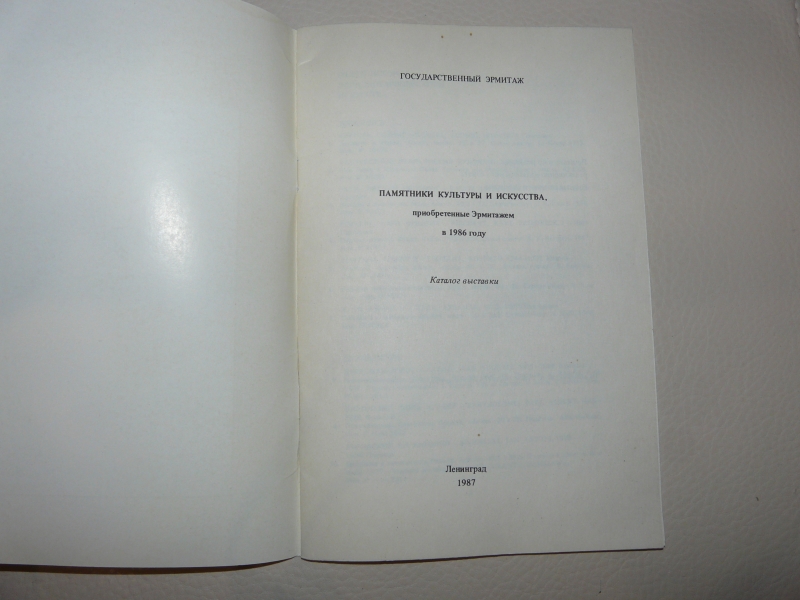 ГОСУДАРСТВЕННЫЙ ЭРМИТАЖ
ПАМЯТНИКИ КУЛЬТУРЫ И ИСКУССТВА,
приобретенные Эрмитажем
в 1986 году
Каталог выставки
Ленинград
1987